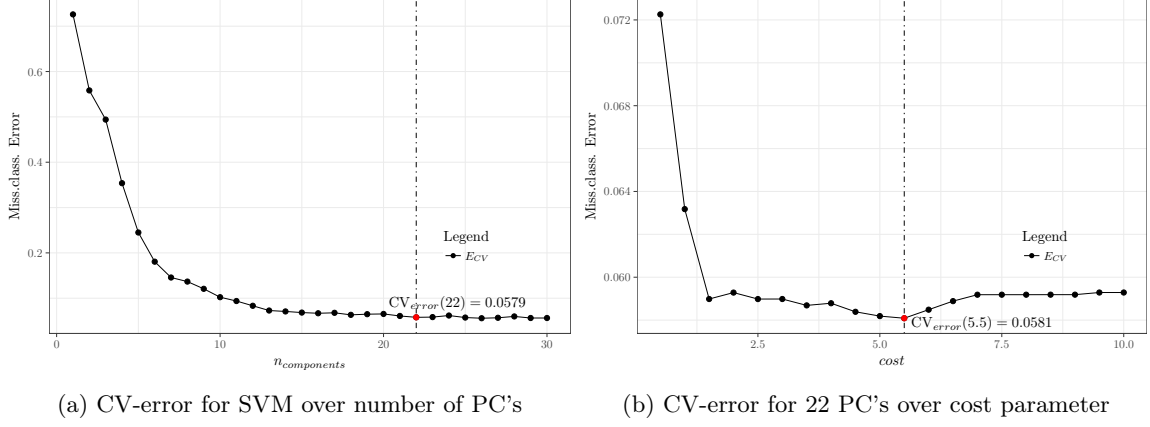 Miss.class. Error
0.6
0.4
0.2
0
10
20
30
n_components
Legend
E_CV
CV_error(22) = 0.0579
(a) CV-error for SVM over number of PC's
Miss.class. Error
0.072
0.068
0.064
0.060
2.5
5.0
7.5
10.0
cost
Legend
E_CV
CV_error(5.5) = 0.0581
(b) CV-error for 22 PC's over cost parameter